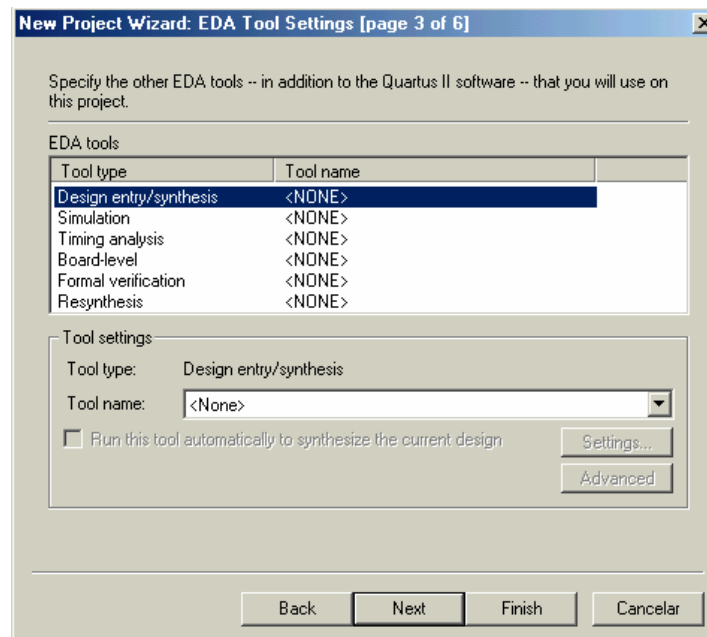 New Project Wizard: EDA Tool Settings [page 3 of 6]
Specify the other EDA tools -- in addition to the Quartus II software -- that you will use on
this project.
EDA tools
Tool type Tool name
Design entry/synthesis <NONE>
Simulation <NONE>
Timing analysis <NONE>
Board-level <NONE>
Formal verification <NONE>
Resynthesis <NONE>
Tool settings
Tool type: Design entry/synthesis
Tool name: <None>
Run this tool automatically to synthesize the current design Settings...
Advanced
Back Next Finish Cancelar